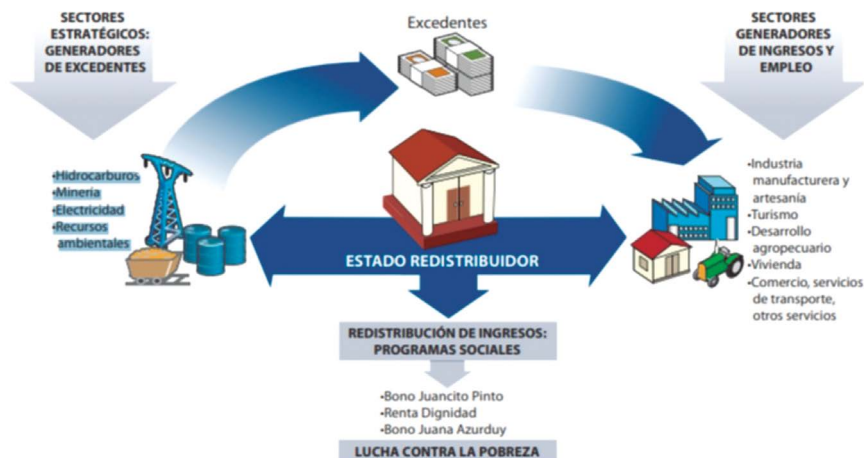 SECTORES
ESTRATÉGICOS:
GENERADORES
DE EXCEDENTES
Excedentes
SECTORES
GENERADORES
DE INGRESOS Y
EMPLEO
•Hidrocarburos
•Minería
•Electricidad
•Recursos
ambientales
•Industria
manufacturera y
artesanía
•Turismo
•Desarrollo
agropecuario
•Vivienda
•Comercio, servicios
de transporte,
otros servicios
ESTADO REDISTRIBUIDOR
REDISTRIBUCIÓN DE INGRESOS:
PROGRAMAS SOCIALES
•Bono Juancito Pinto
•Renta Dignidad
•Bono Juana Azurduy
LUCHA CONTRA LA POBREZA